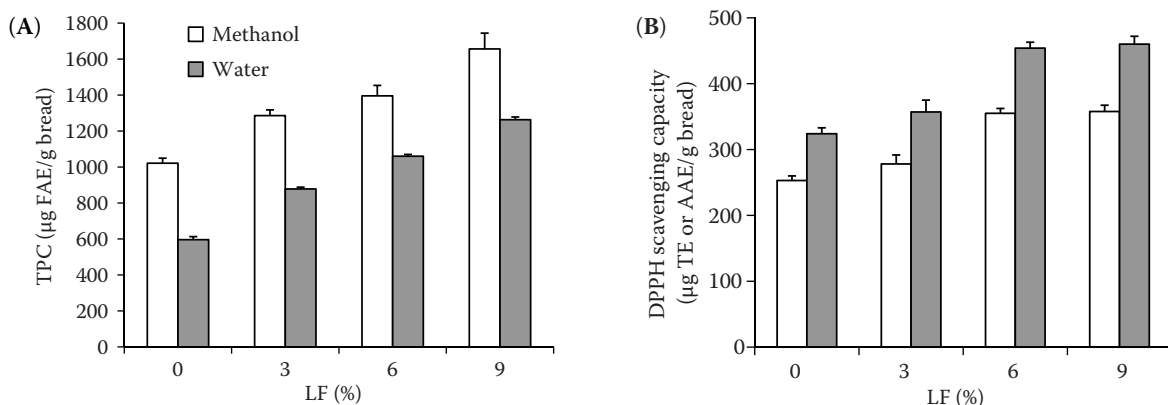 (A)
TPC (µg FAE/g bread)
1800
1600
1400
1200
1000
800
600
400
200
0
Methanol
Water
0 3 6 9
LF (%)
(B)
DPPH scavenging capacity
(µg TE or AAE/g bread)
500
400
300
200
100
0
0 3 6 9
LF (%)